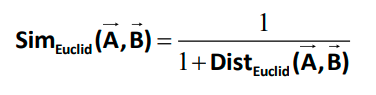 Sim_Euclid(A⃗,B⃗) = 1 / (1 + Dist_Euclid(A⃗,B⃗))